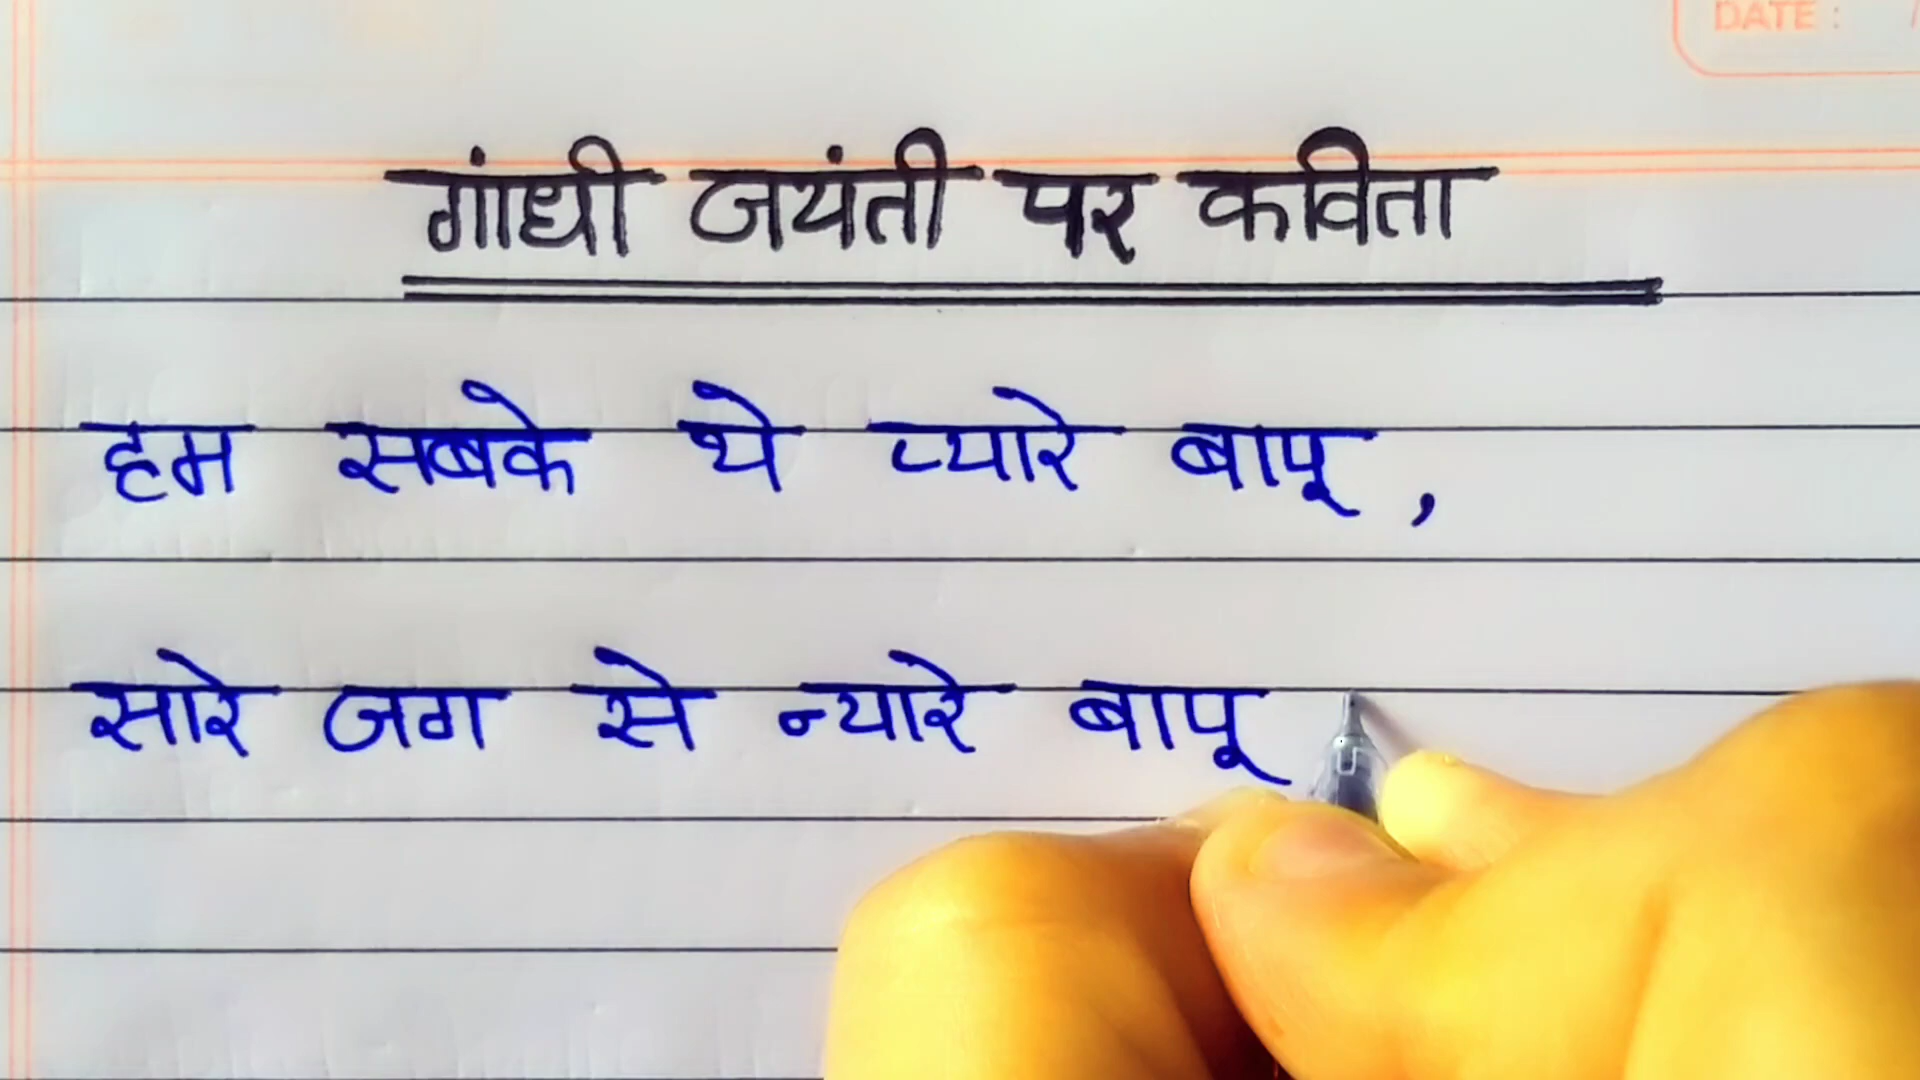 DATE :
गांधी जयंती पर कविता
हम सबके थे प्यारे बापू ,
सारे जग से न्यारे बापू